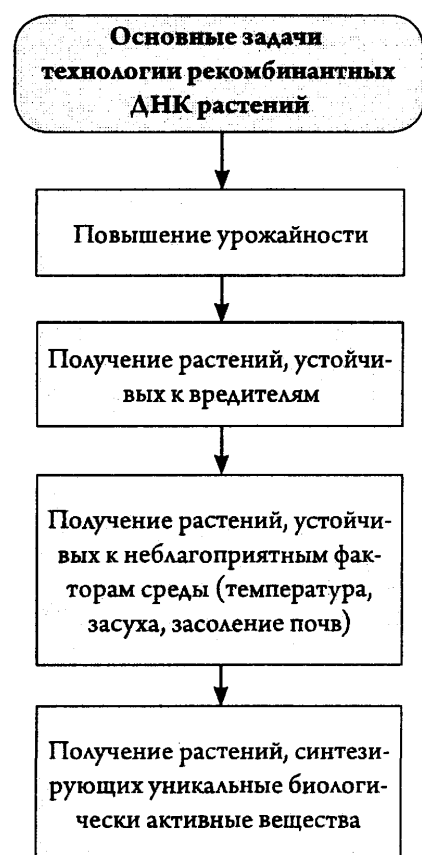 Основные задачи
технологии рекомбинантных
ДНК растений
Повышение урожайности
Получение растений, устойчи-
вых к вредителям
Получение растений, устойчи-
вых к неблагоприятным фак-
торам среды (температура,
засуха, засоление почв)
Получение растений, синтези-
рующих уникальные биологи-
чески активные вещества